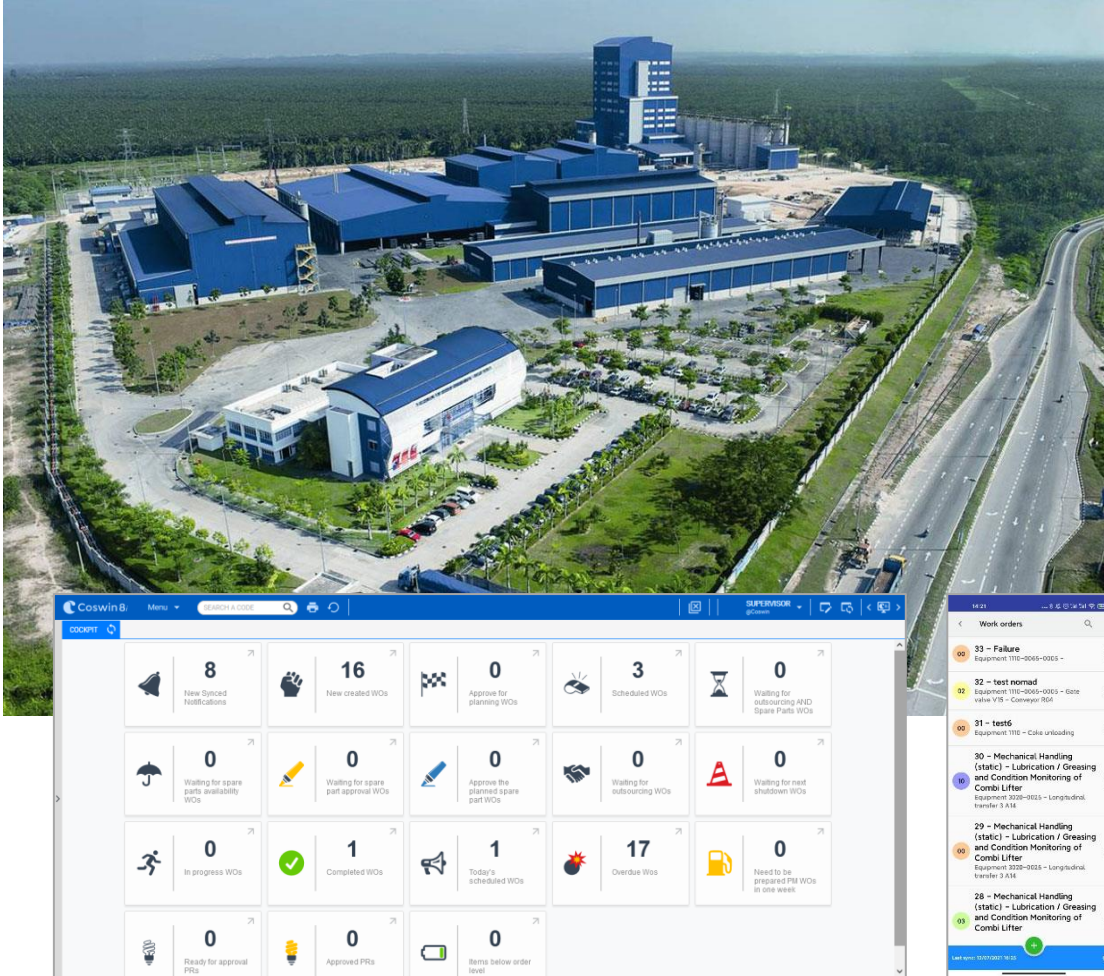 Coswin 8i
Menu
SEARCH A CODE
SUPERVISOR
@Coswin
COCKPIT
8
New Synced
Notifications
16
New created WOs
0
Approve for
planning WOs
3
Scheduled WOs
0
Waiting for
outsourcing AND
Spare Parts WOs
0
Waiting for spare
parts availability
WOs
0
Waiting for spare
part approval WOs
0
Approve the
planned spare
part WOs
0
Waiting for
outsourcing WOs
0
Waiting for next
shutdown WOs
0
In progress WOs
1
Completed WOs
1
Today's
scheduled WOs
17
Overdue Wos
0
Need to be
prepared PM WOs
in one week
0
Ready for approval
PRs
0
Approved PRs
0
Items below order
level
14:21
Work orders
00
33 - Failure
Equipment 1110-0065-0005 -
02
32 - test nomad
Equipment 1110-0065-0005 - Gate
valve V15 - Conveyor R04
00
31 - test6
Equipment 1110 - Coke unloading
10
30 - Mechanical Handling
(static) - Lubrication / Greasing
and Condition Monitoring of
Combi Lifter
Equipment 3020-0025 - Longitudinal
transfer 3 A14
00
29 - Mechanical Handling
(static) - Lubrication / Greasing
and Condition Monitoring of
Combi Lifter
Equipment 3020-0025 - Longitudinal
transfer 3 A14
03
28 - Mechanical Handling
(static) - Lubrication / Greasing
and Condition Monitoring of
Combi Lifter